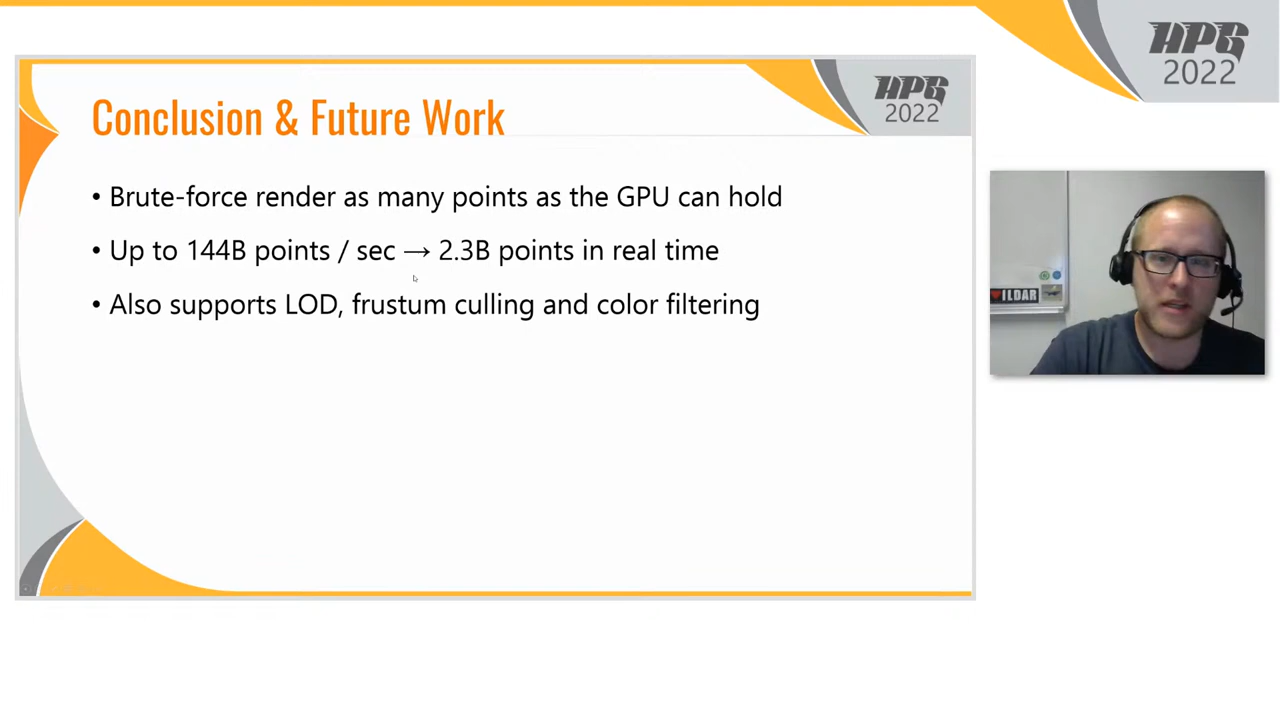 HPG
2022
HPG
2022
Conclusion & Future Work
• Brute-force render as many points as the GPU can hold
• Up to 144B points / sec → 2.3B points in real time
• Also supports LOD, frustum culling and color filtering
ILDAR